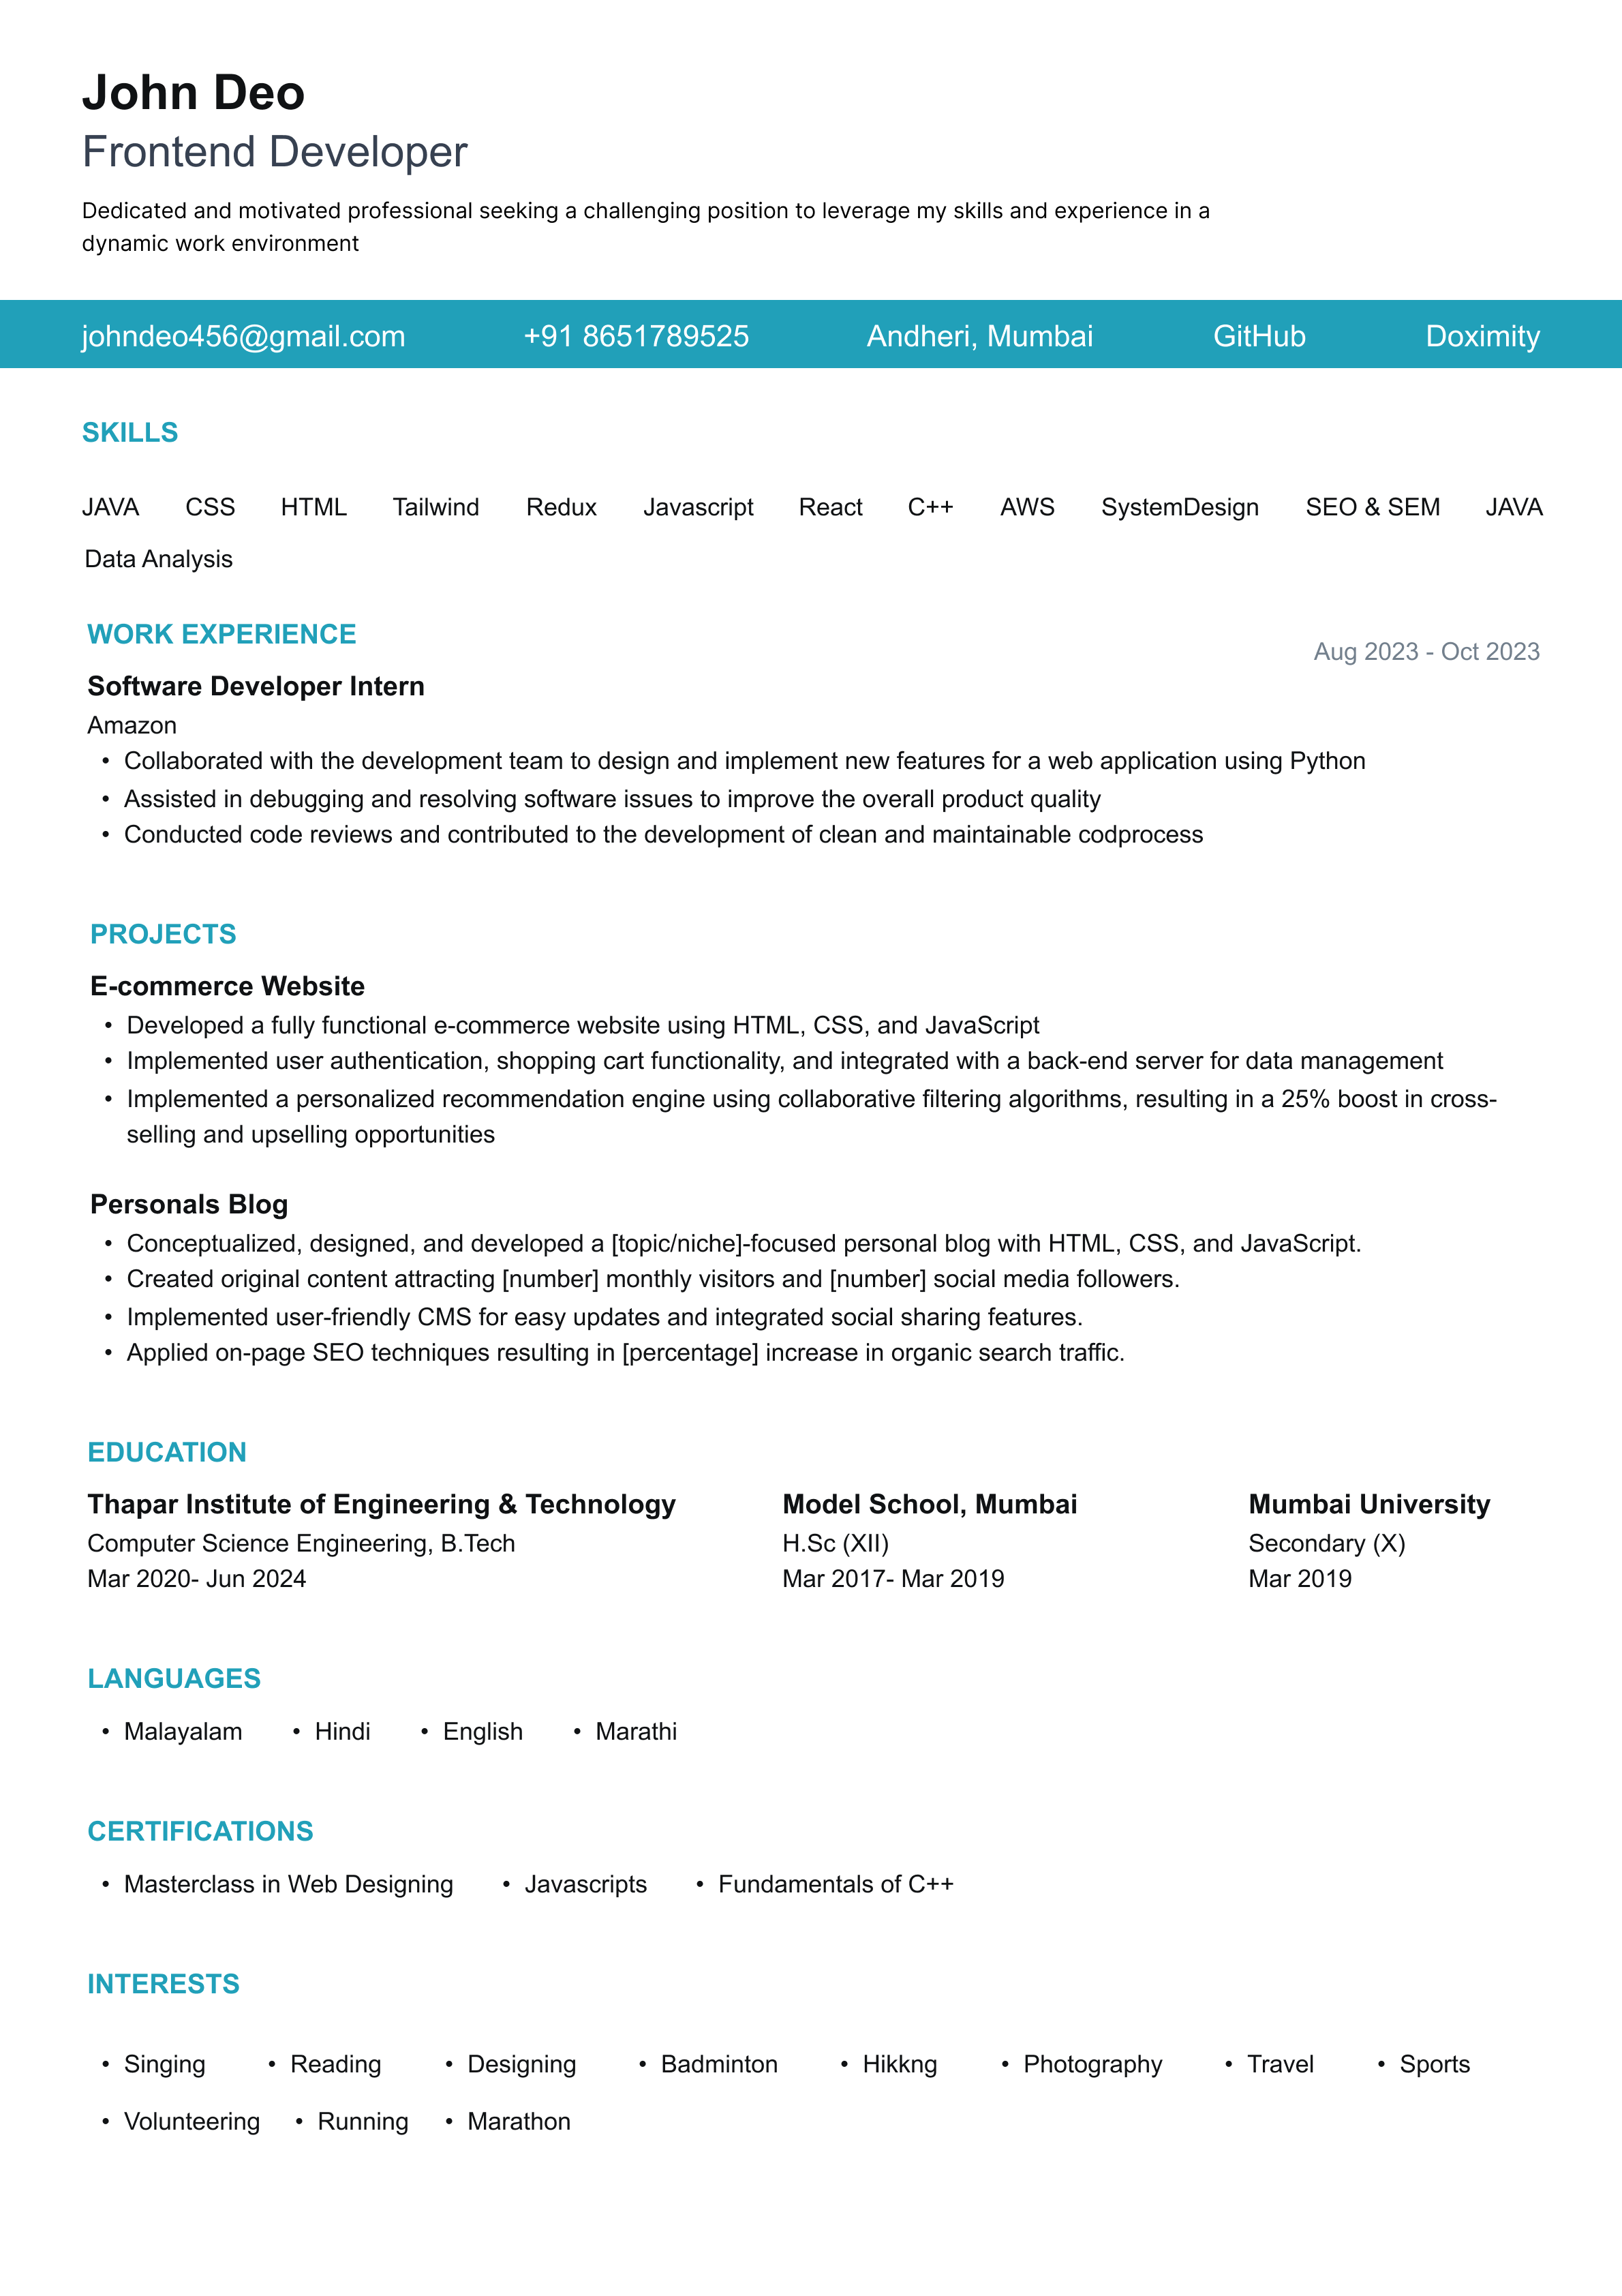 John Deo
Frontend Developer
Dedicated and motivated professional seeking a challenging position to leverage my skills and experience in a
dynamic work environment
johndeo456@gmail.com +91 8651789525 Andheri, Mumbai GitHub Doximity
SKILLS
JAVA CSS HTML Tailwind Redux Javascript React C++ AWS SystemDesign SEO & SEM JAVA
Data Analysis
WORK EXPERIENCE
Aug 2023 - Oct 2023
Software Developer Intern
Amazon
• Collaborated with the development team to design and implement new features for a web application using Python
• Assisted in debugging and resolving software issues to improve the overall product quality
• Conducted code reviews and contributed to the development of clean and maintainable codprocess
PROJECTS
E-commerce Website
• Developed a fully functional e-commerce website using HTML, CSS, and JavaScript
• Implemented user authentication, shopping cart functionality, and integrated with a back-end server for data management
• Implemented a personalized recommendation engine using collaborative filtering algorithms, resulting in a 25% boost in cross-
selling and upselling opportunities
Personals Blog
• Conceptualized, designed, and developed a [topic/niche]-focused personal blog with HTML, CSS, and JavaScript.
• Created original content attracting [number] monthly visitors and [number] social media followers.
• Implemented user-friendly CMS for easy updates and integrated social sharing features.
• Applied on-page SEO techniques resulting in [percentage] increase in organic search traffic.
EDUCATION
Thapar Institute of Engineering & Technology Model School, Mumbai Mumbai University
Computer Science Engineering, B.Tech H.Sc (XII) Secondary (X)
Mar 2020- Jun 2024 Mar 2017- Mar 2019 Mar 2019
LANGUAGES
• Malayalam • Hindi • English • Marathi
CERTIFICATIONS
• Masterclass in Web Designing • Javascripts • Fundamentals of C++
INTERESTS
• Singing • Reading • Designing • Badminton • Hikkng • Photography • Travel • Sports
• Volunteering • Running • Marathon